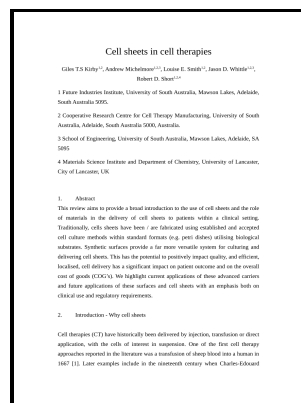 Cell sheets in cell therapies
Giles T.S Kirby1,2, Andrew Michelmore1,2,3, Louise E. Smith1,2, Jason D. Whittle1,2,3,
Robert D. Short1,2,4
1 Future Industries Institute, University of South Australia, Mawson Lakes, Adelaide,
South Australia 5095.
2 Cooperative Research Centre for Cell Therapy Manufacturing, University of South
Australia, Adelaide, South Australia 5000, Australia.
3 School of Engineering, University of South Australia, Mawson Lakes, Adelaide, SA
5095
4 Materials Science Institute and Department of Chemistry, University of Lancaster,
City of Lancaster, UK
1. Abstract
This review aims to provide a broad introduction to the use of cell sheets and the role
of materials in the delivery of cell sheets to patients within a clinical setting.
Traditionally, cells sheets have been / are fabricated using established and accepted
cell culture methods within standard formats (e.g. petri dishes) utilising biological
substrates. Synthetic surfaces provide a far more versatile system for culturing and
delivering cell sheets. This has the potential to positively impact quality, and efficient,
localised, cell delivery has a significant impact on patient outcome and on the overall
cost of goods (COG's). We highlight current applications of these advanced carriers
and future applications of these surfaces and cell sheets with an emphasis both on
clinical use and regulatory requirements.
2. Introduction - Why cell sheets
Cell therapies (CT) have historically been delivered by injection, transfusion or direct
application, with the cells of interest in suspension. One of the first cell therapy
approaches reported in the literature was a transfusion of sheep blood into a human in
1667 [1]. Later examples include in the nineteenth century when Charles-Edouard